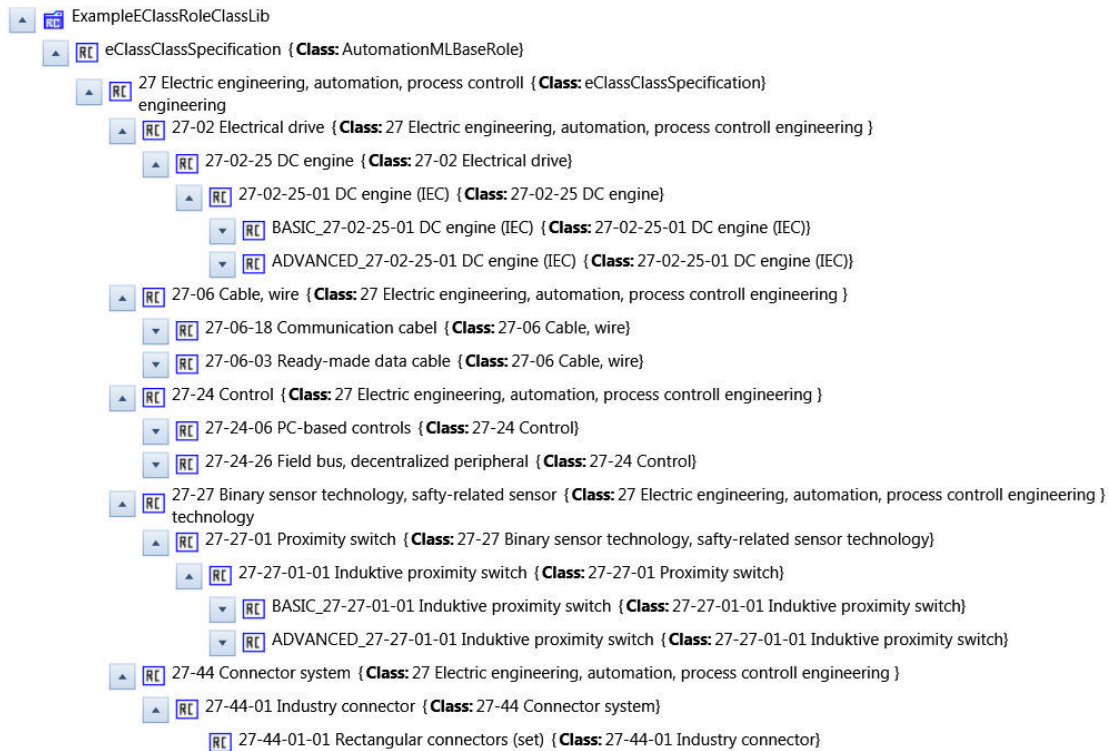 ExampleEClassRoleClassLib
RC eClassClassSpecification {Class: AutomationMLBaseRole}
RC 27 Electric engineering, automation, process controll {Class: eClassClassSpecification}
engineering
RC 27-02 Electrical drive {Class: 27 Electric engineering, automation, process controll engineering }
RC 27-02-25 DC engine {Class: 27-02 Electrical drive}
RC 27-02-25-01 DC engine (IEC) {Class: 27-02-25 DC engine}
RC BASIC_27-02-25-01 DC engine (IEC) {Class: 27-02-25-01 DC engine (IEC)}
RC ADVANCED_27-02-25-01 DC engine (IEC) {Class: 27-02-25-01 DC engine (IEC)}
RC 27-06 Cable, wire {Class: 27 Electric engineering, automation, process controll engineering }
RC 27-06-18 Communication cabel {Class: 27-06 Cable, wire}
RC 27-06-03 Ready-made data cable {Class: 27-06 Cable, wire}
RC 27-24 Control {Class: 27 Electric engineering, automation, process controll engineering }
RC 27-24-06 PC-based controls {Class: 27-24 Control}
RC 27-24-26 Field bus, decentralized peripheral {Class: 27-24 Control}
RC 27-27 Binary sensor technology, safty-related sensor {Class: 27 Electric engineering, automation, process controll engineering }
technology
RC 27-27-01 Proximity switch {Class: 27-27 Binary sensor technology, safty-related sensor technology}
RC 27-27-01-01 Induktive proximity switch {Class: 27-27-01 Proximity switch}
RC BASIC_27-27-01-01 Induktive proximity switch {Class: 27-27-01-01 Induktive proximity switch}
RC ADVANCED_27-27-01-01 Induktive proximity switch {Class: 27-27-01-01 Induktive proximity switch}
RC 27-44 Connector system {Class: 27 Electric engineering, automation, process controll engineering }
RC 27-44-01 Industry connector {Class: 27-44 Connector system}
RC 27-44-01-01 Rectangular connectors (set) {Class: 27-44-01 Industry connector}